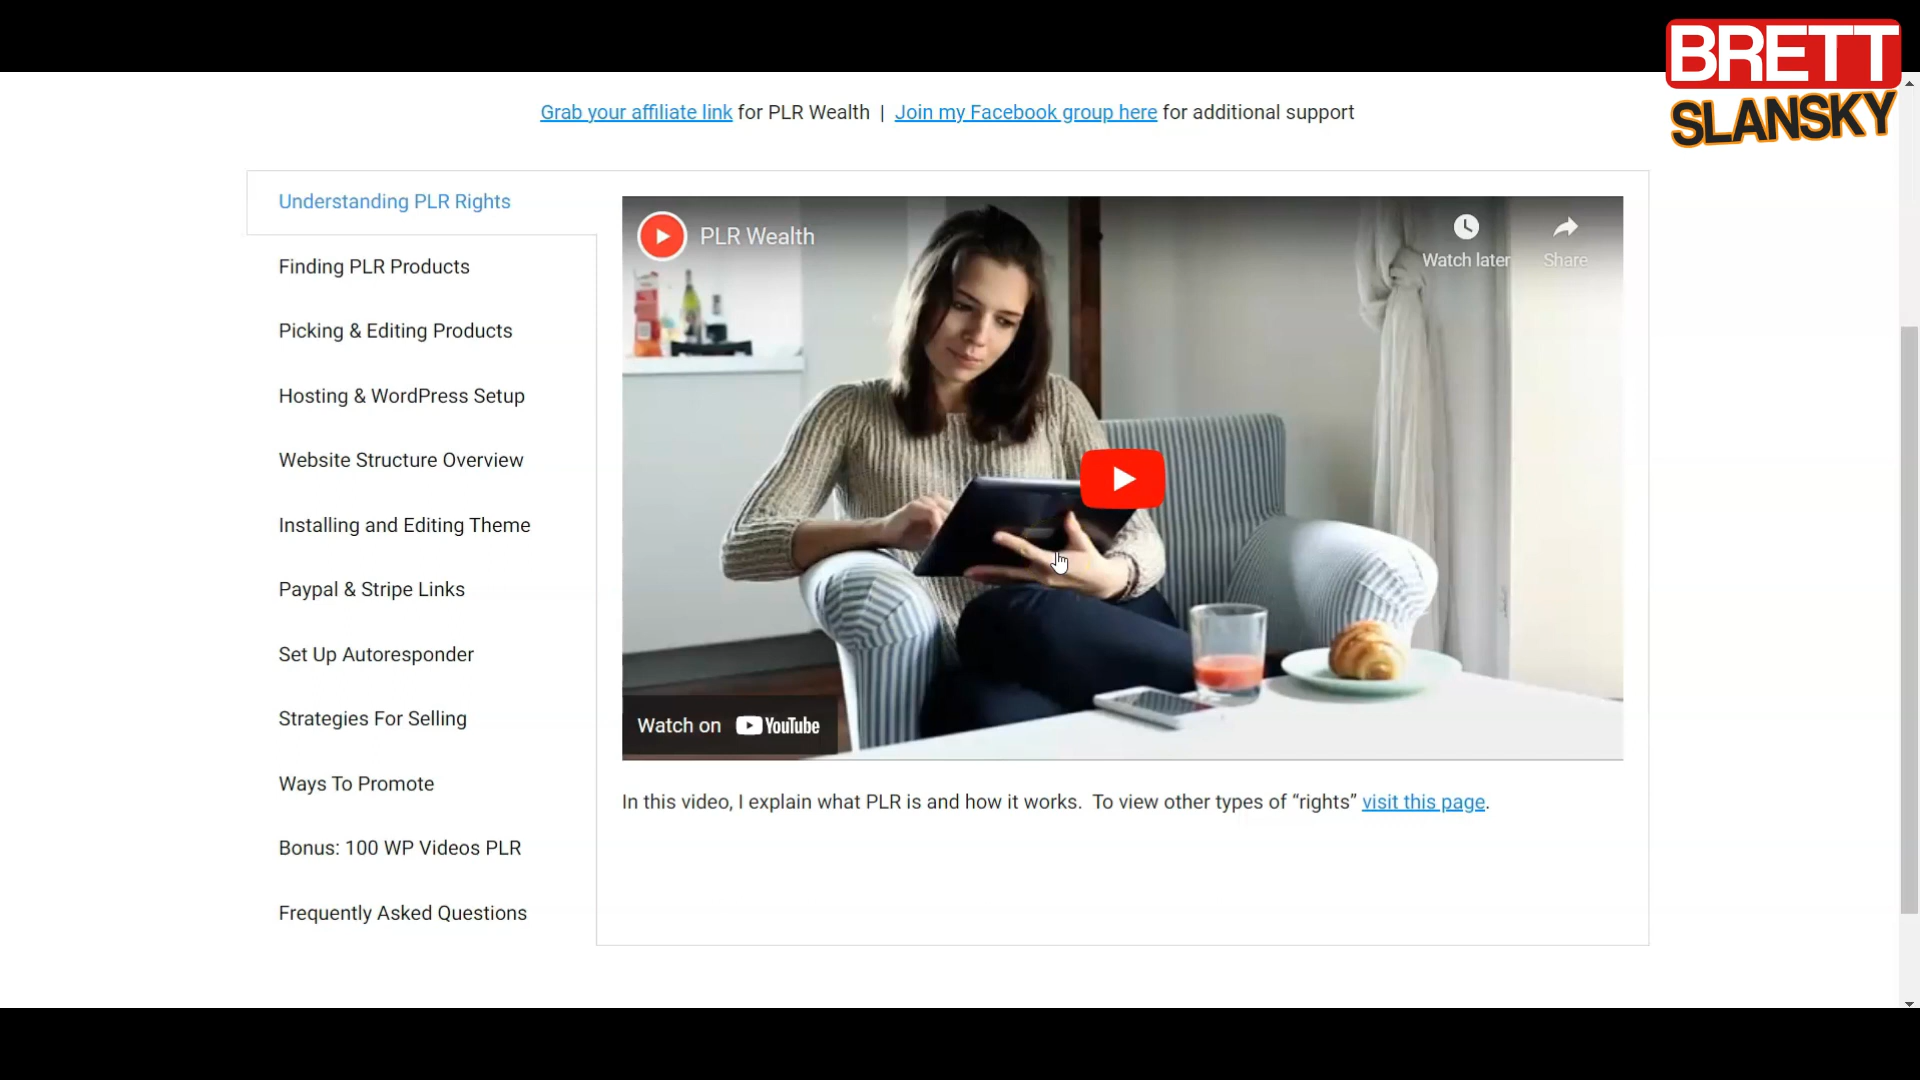 BRETT
SLANSKY
Grab your affiliate link for PLR Wealth | Join my Facebook group here for additional support
Understanding PLR Rights
Finding PLR Products
Picking & Editing Products
Hosting & WordPress Setup
Website Structure Overview
Installing and Editing Theme
Paypal & Stripe Links
Set Up Autoresponder
Strategies For Selling
Ways To Promote
Bonus: 100 WP Videos PLR
Frequently Asked Questions
PLR Wealth
Watch later
Share
Watch on YouTube
In this video, I explain what PLR is and how it works. To view other types of “rights” visit this page.